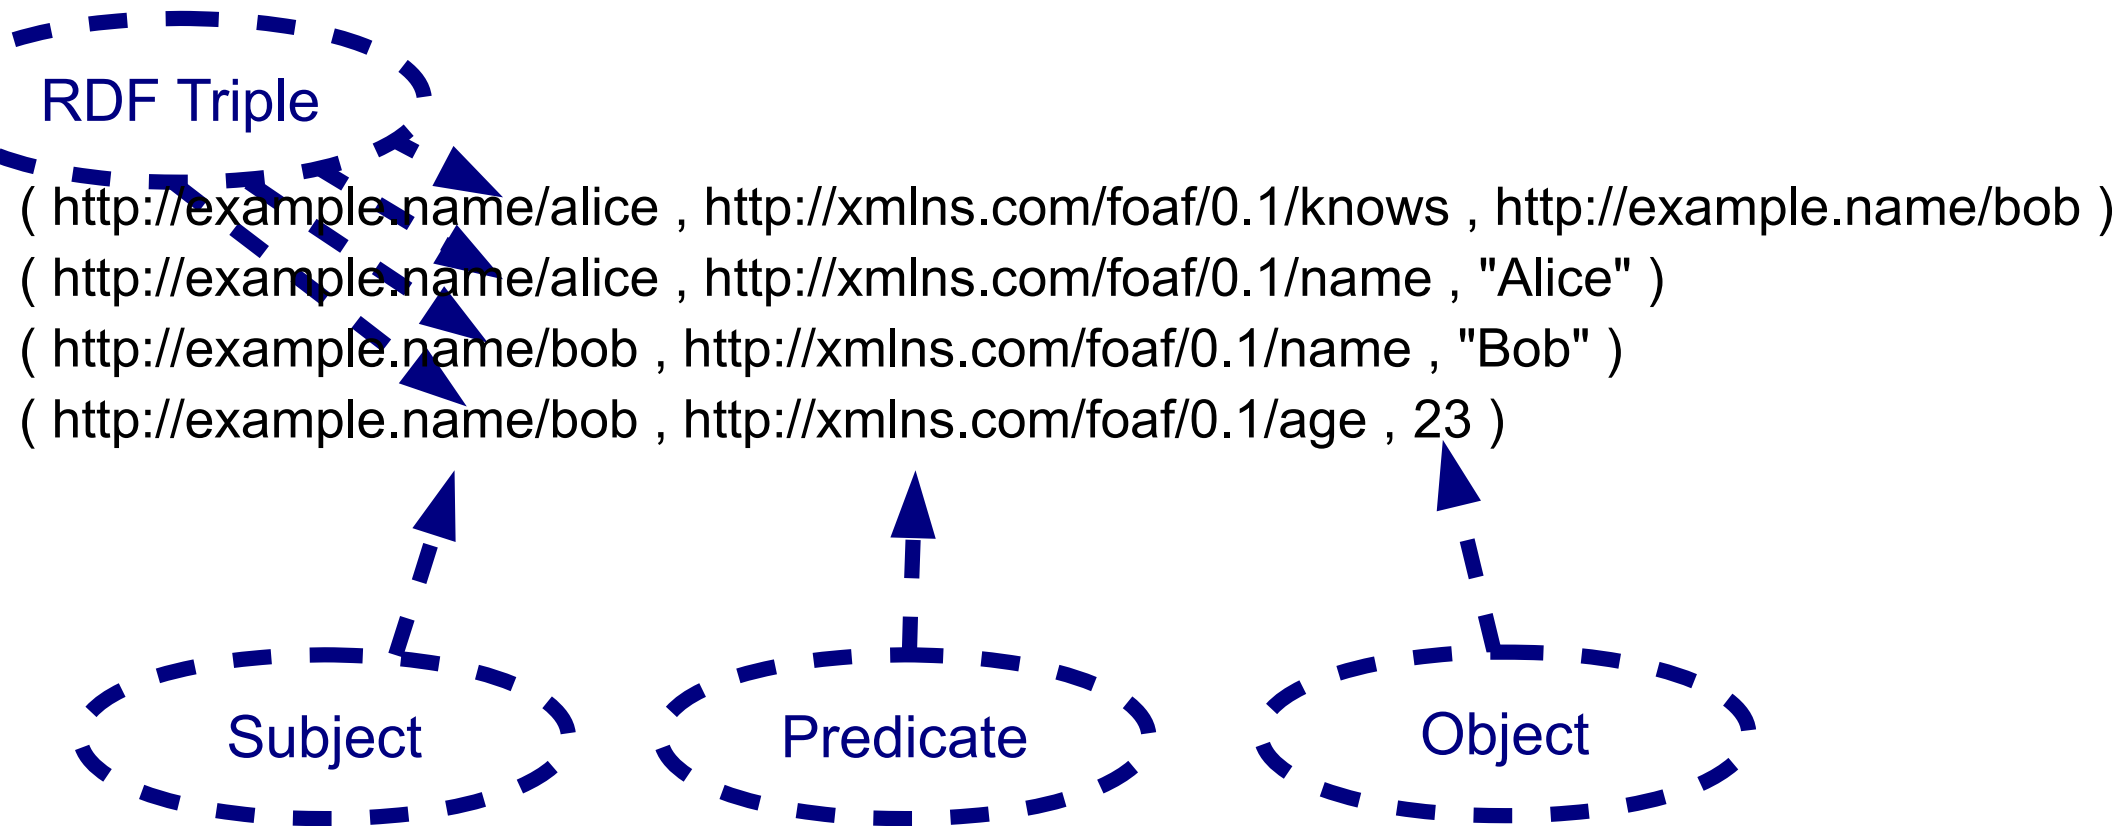 RDF Triple
( http://example.name/alice , http://xmlns.com/foaf/0.1/knows , http://example.name/bob )
( http://example.name/alice , http://xmlns.com/foaf/0.1/name , "Alice" )
( http://example.name/bob , http://xmlns.com/foaf/0.1/name , "Bob" )
( http://example.name/bob , http://xmlns.com/foaf/0.1/age , 23 )
Subject
Predicate
Object